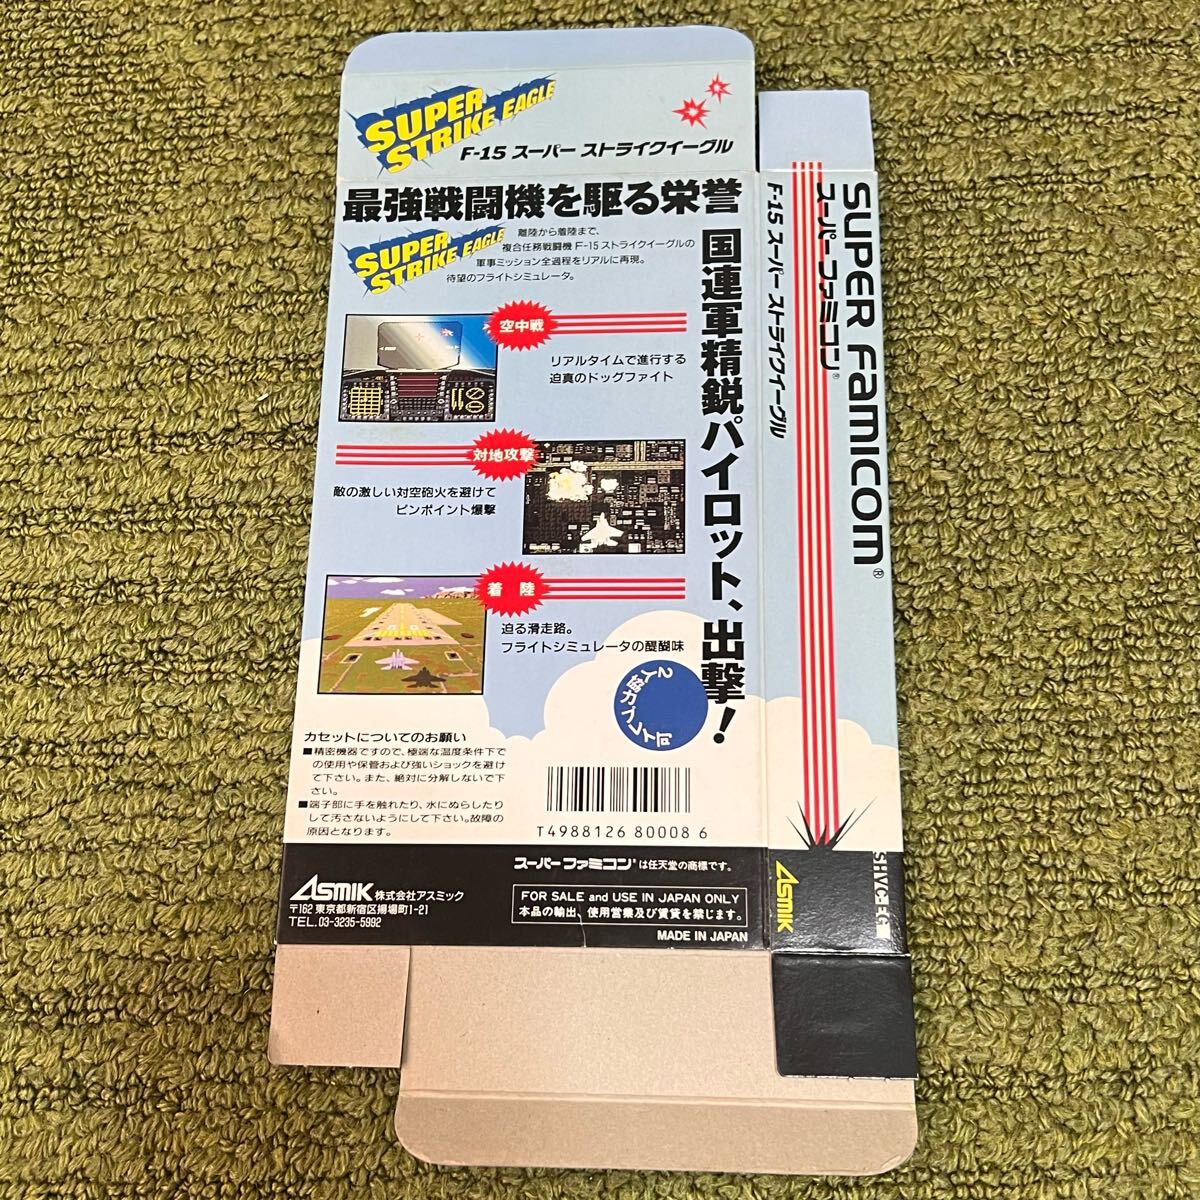 SUPER
STRIKE EAGLE
F-15 スーパー ストライクイーグル
最強戦闘機を駆る栄誉
国連軍精鋭パイロット、出撃!
SUPER
STRIKE EAGLE
離陸から着陸まで、
複合任務戦闘機 F-15 ストライクイーグルの
軍事ミッション全過程をリアルに再現。
待望のフライトシミュレータ。
空中戦
リアルタイムで進行する
迫真のドッグファイト
対地攻撃
敵の激しい対空砲火を避けて
ピンポイント爆撃
着 陸
迫る滑走路。
フライトシミュレータの醍醐味
2人協力プレイ可
カセットについてのお願い
■精密機器ですので、極端な温度条件下で
の使用や保管および強いショックを避け
て下さい。また、絶対に分解しないで下
さい。
■端子部に手を触れたり、水にぬらしたり
して汚さないようにして下さい。故障の
原因となります。
T4988126 80008 6
スーパーファミコン®は任天堂の商標です。
ASMIK 株式会社アスミック
〒162 東京都新宿区揚場町1-21
TEL.03-3235-5992
FOR SALE and USE IN JAPAN ONLY
本品の輸出、使用営業及び賃貸を禁じます。
MADE IN JAPAN
SUPER FAMICOM®
スーパーファミコン®
F-15 スーパー ストライクイーグル
ASMIK